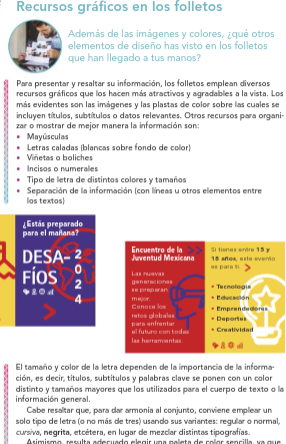 Recursos gráficos en los folletos
Además de las imágenes y colores, ¿qué otros
elementos de diseño has visto en los folletos
que han llegado a tus manos?
Para presentar y resaltar su información, los folletos emplean diversos
recursos gráficos que los hacen más atractivos y agradables a la vista. Los
más evidentes son las imágenes y las plastas de color sobre las cuales se
incluyen títulos, subtítulos o datos relevantes. Otros recursos para organi-
zar o mostrar de mejor manera la información son:
• Mayúsculas
• Letras caladas (blancas sobre fondo de color)
• Viñetas o boliches
• Incisos o numerales
• Tipo de letra de distintos colores y tamaños
• Separación de la información (con líneas u otros elementos entre
los textos)
¿Estás preparado
para el mañana?
DESA-
FÍOS
2
0
2
4
Encuentro de la
Juventud Mexicana
Las nuevas
generaciones
se preparan
mejor.
Conoce los
retos globales
para enfrentar
el futuro con todas
las herramientas.
Si tienes entre 15 y
18 años, este evento
es para ti.
• Tecnología
• Educación
• Emprendedores
• Deportes
• Creatividad
El tamaño y color de la letra dependen de la importancia de la informa-
ción, es decir, títulos, subtítulos y palabras clave se ponen con un color
distinto y tamaños mayores que los utilizados para el cuerpo de texto o la
información general.
Cabe resaltar que, para dar armonía al conjunto, conviene emplear un
solo tipo de letra (o no más de tres) usando sus variantes: regular o normal,
cursiva, negrita, etcétera, en lugar de mezclar distintas tipografías.
Asimismo, resulta adecuado elegir una paleta de color sencilla, ya que